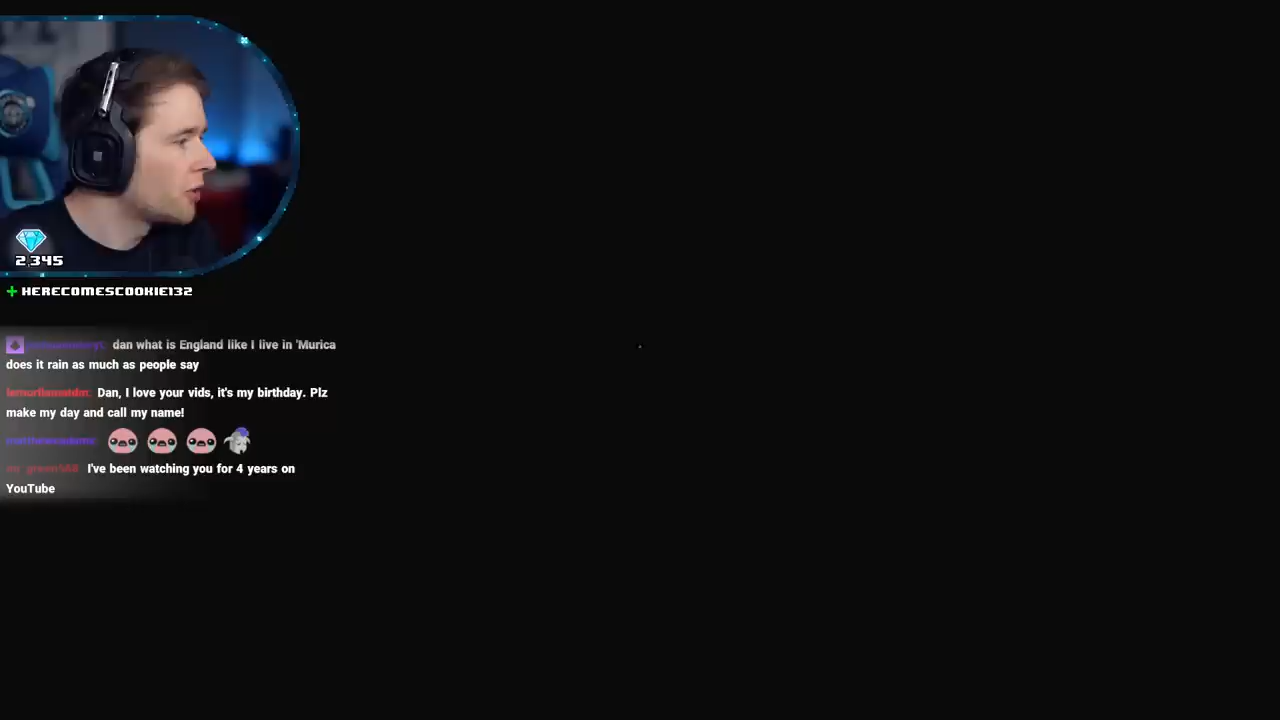 2,345
+ HERECOMESCOOKIE132
dan what is England like I live in 'Murica
does it rain as much as people say
Dan, I love your vids, it's my birthday. Plz
make my day and call my name!
I've been watching you for 4 years on
YouTube